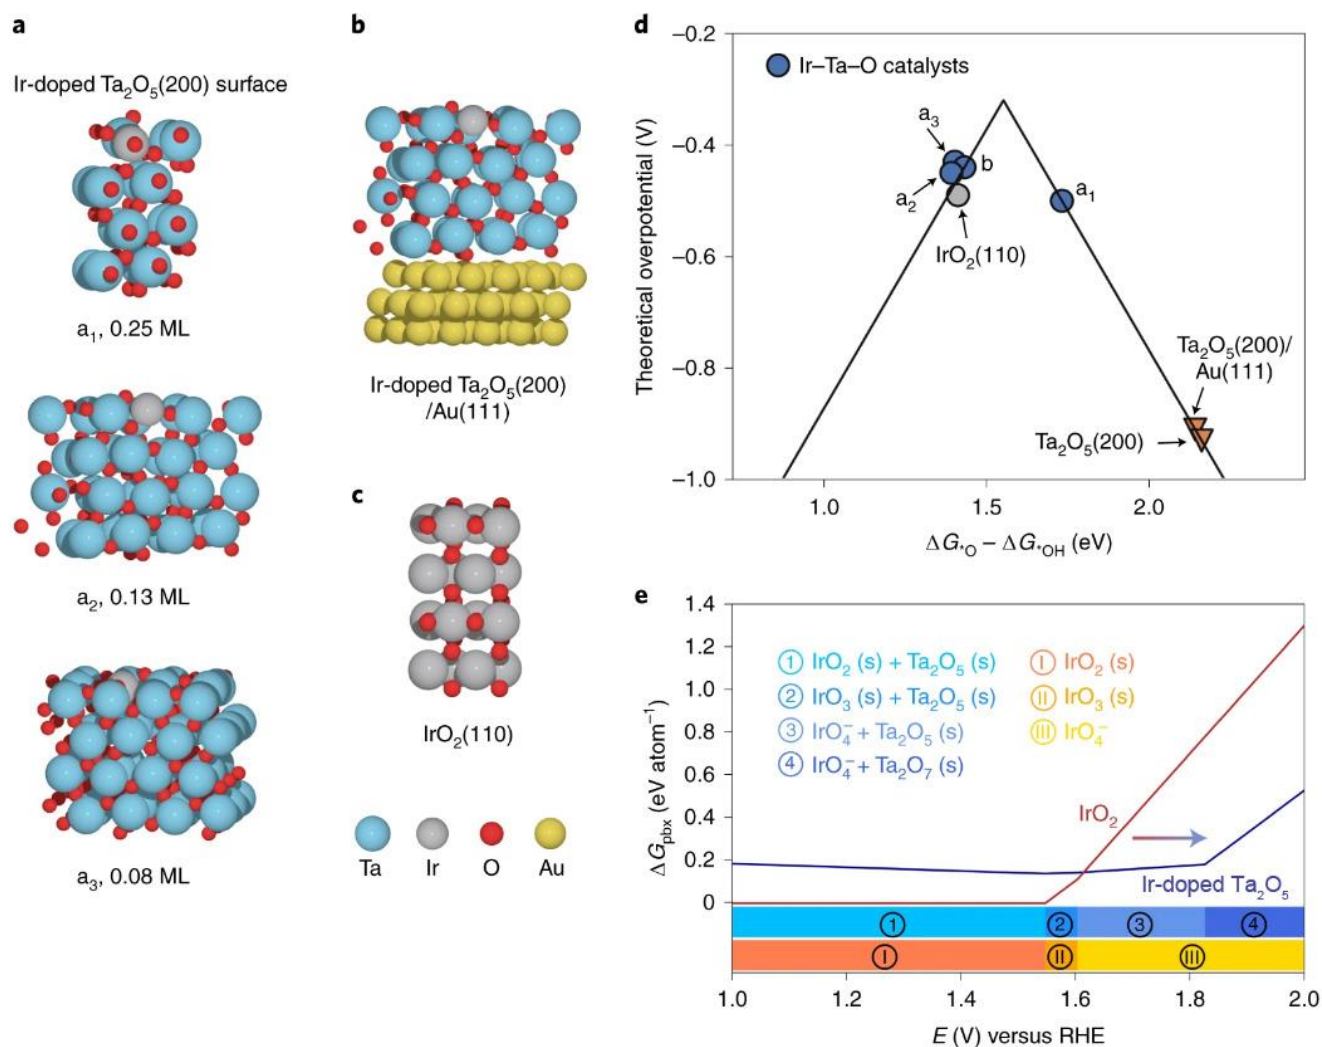 a
Ir-doped Ta₂O₅(200) surface
a₁, 0.25 ML
a₂, 0.13 ML
a₃, 0.08 ML
b
Ir-doped Ta₂O₅(200)
/Au(111)
c
IrO₂(110)
Ta
Ir
O
Au
d
Theoretical overpotential (V)
−0.2
−0.4
−0.6
−0.8
−1.0
Ir–Ta–O catalysts
a₃
b
a₂
a₁
IrO₂(110)
Ta₂O₅(200)/
Au(111)
Ta₂O₅(200)
1.0
1.5
2.0
ΔG*O − ΔG*OH (eV)
e
ΔGpbx (eV atom⁻¹)
1.4
1.2
1.0
0.8
0.6
0.4
0.2
0
① IrO₂ (s) + Ta₂O₅ (s)
② IrO₃ (s) + Ta₂O₅ (s)
③ IrO₄⁻ + Ta₂O₅ (s)
④ IrO₄⁻ + Ta₂O₇ (s)
Ⅰ IrO₂ (s)
Ⅱ IrO₃ (s)
Ⅲ IrO₄⁻
IrO₂
Ir-doped Ta₂O₅
① ② ③ ④
Ⅰ Ⅱ Ⅲ
1.0 1.2 1.4 1.6 1.8 2.0
E (V) versus RHE